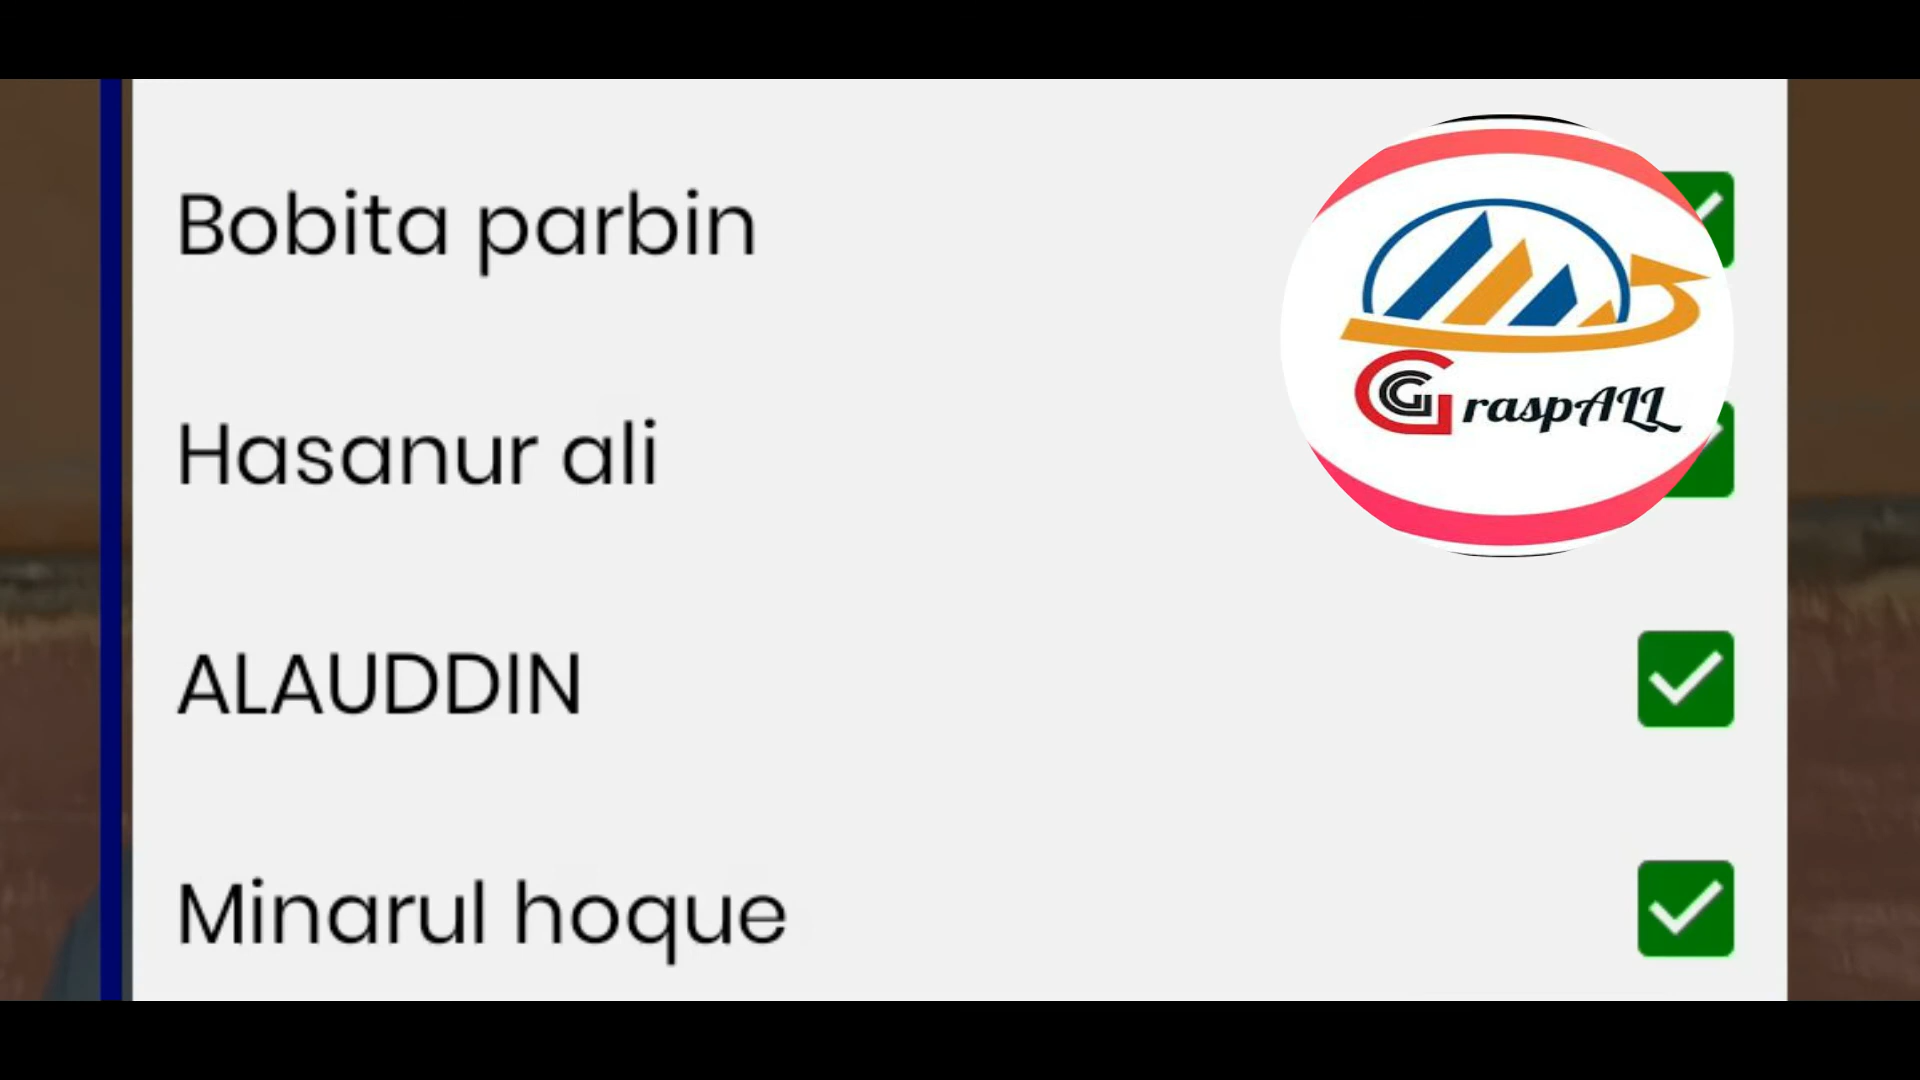 Bobita parbin
Hasanur ali
GraspALL
ALAUDDIN
Minarul hoque